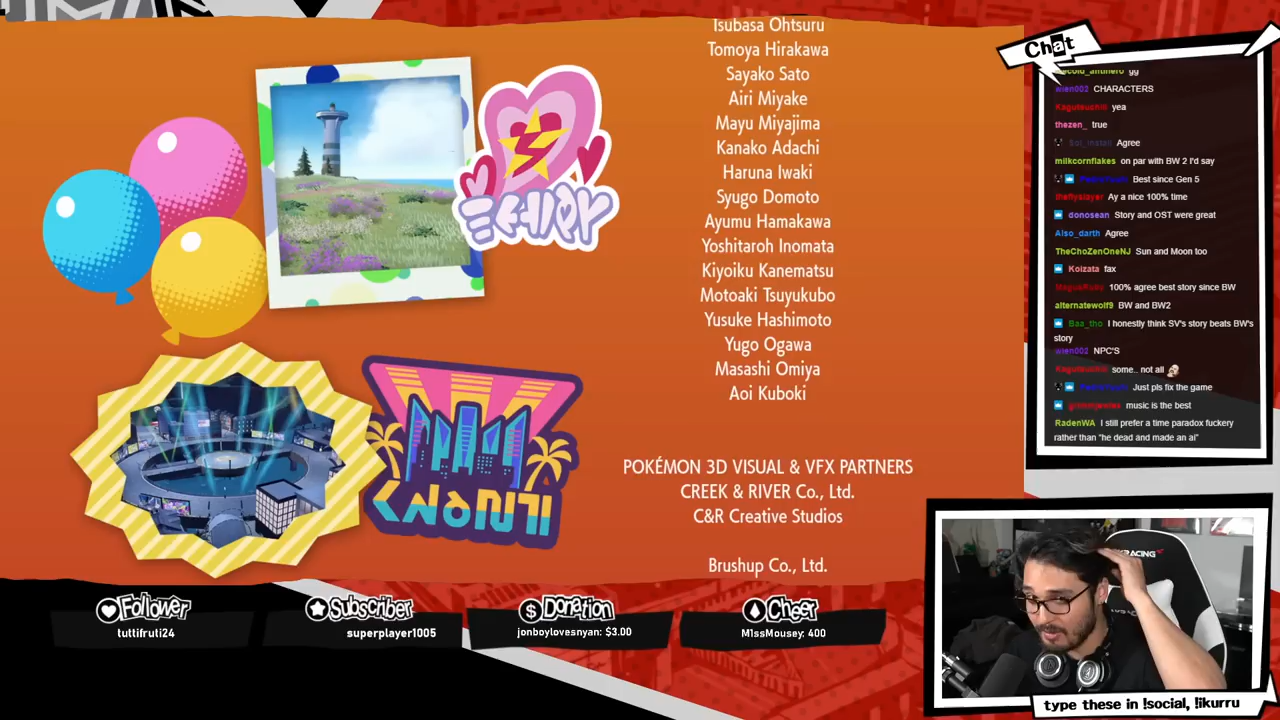 Tsubasa Ohtsuru
Tomoya Hirakawa
Sayako Sato
Airi Miyake
Mayu Miyajima
Kanako Adachi
Haruna Iwaki
Syugo Domoto
Ayumu Hamakawa
Yoshitaroh Inomata
Kiyoiku Kanematsu
Motoaki Tsuyukubo
Yusuke Hashimoto
Yugo Ogawa
Masashi Omiya
Aoi Kuboki
POKÉMON 3D VISUAL & VFX PARTNERS
CREEK & RIVER Co., Ltd.
C&R Creative Studios
Brushup Co., Ltd.
Chat
gg
wien002 CHARACTERS
Kagutsuzhii yea
thezen_ true
Agree
milkcornflakes on par with BW 2 I'd say
Best since Gen 5
theflyslayer Ay a nice 100% time
donosean Story and OST were great
Also_darth Agree
TheChoZenOneNJ Sun and Moon too
Koizata fax
100% agree best story since BW
alternatewolf9 BW and BW2
Baa_tho I honestly think SV's story beats BW's
story
wien002 NPC'S
Kagutsuzhii some.. not all
Just pls fix the game
music is the best
RadenWA I still prefer a time paradox fuckery
rather than "he dead and made an ai"
Follower
tuttifruti24
Subscriber
superplayer1005
Donation
jonboylovesnyan: $3.00
Cheer
M1ssMousey: 400
type these in !social, !ikurru